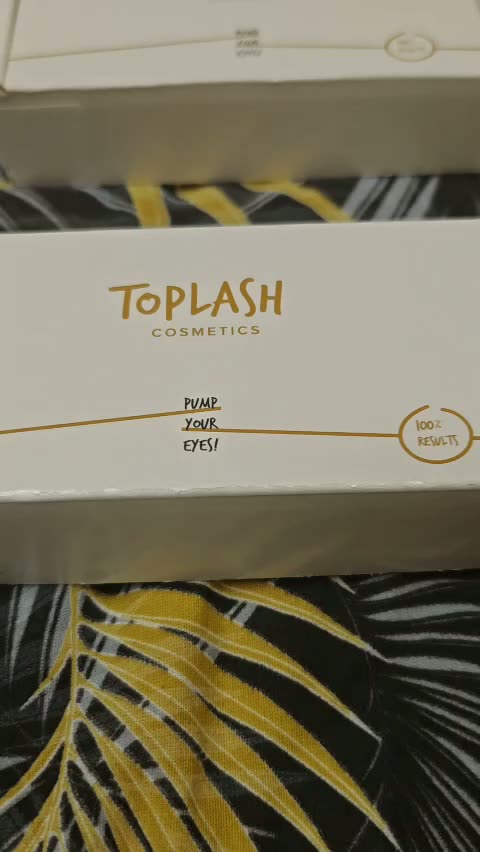 TOPLASH
COSMETICS
PUMP
YOUR
EYES!
100%
RESULTS